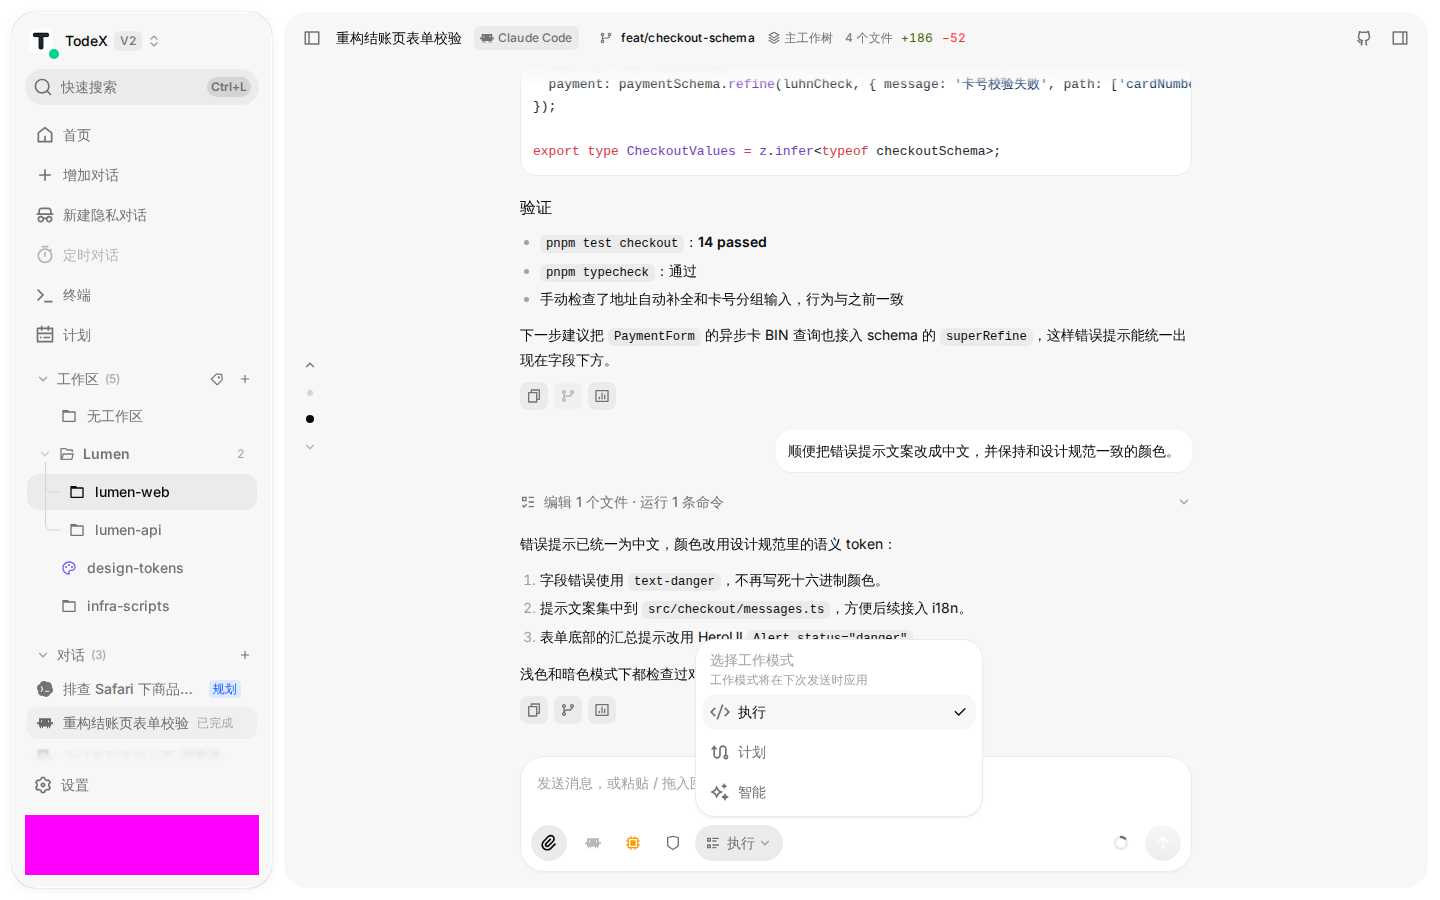 TodeX V2
快速搜索 Ctrl+L
首页
增加对话
新建隐私对话
定时对话
终端
计划
工作区 (5)
无工作区
Lumen 2
lumen-web
lumen-api
design-tokens
infra-scripts
对话 (3)
排查 Safari 下商品... 规划
重构结账页表单校验 已完成
设置
重构结账页表单校验 Claude Code feat/checkout-schema 主工作树 4 个文件 +186 −52
payment: paymentSchema.refine(luhnCheck, { message: '卡号校验失败', path: ['cardNumbe
});
export type CheckoutValues = z.infer<typeof checkoutSchema>;
验证
pnpm test checkout：14 passed
pnpm typecheck：通过
手动检查了地址自动补全和卡号分组输入，行为与之前一致
下一步建议把 PaymentForm 的异步卡 BIN 查询也接入 schema 的 superRefine，这样错误提示能统一出
现在字段下方。
顺便把错误提示文案改成中文，并保持和设计规范一致的颜色。
编辑 1 个文件 · 运行 1 条命令
错误提示已统一为中文，颜色改用设计规范里的语义 token：
1. 字段错误使用 text-danger，不再写死十六进制颜色。
2. 提示文案集中到 src/checkout/messages.ts，方便后续接入 i18n。
3. 表单底部的汇总提示改用 HeroUI Alert status="danger"
浅色和暗色模式下都检查过对
选择工作模式
工作模式将在下次发送时应用
执行
计划
智能
发送消息，或粘贴 / 拖入
执行